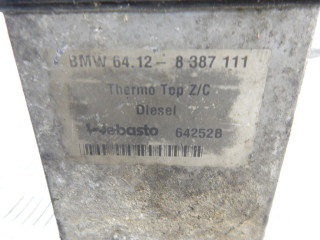 BMW 64.12- 8 387 111
Thermo Top Z/C
Diesel
Webasto 64252B